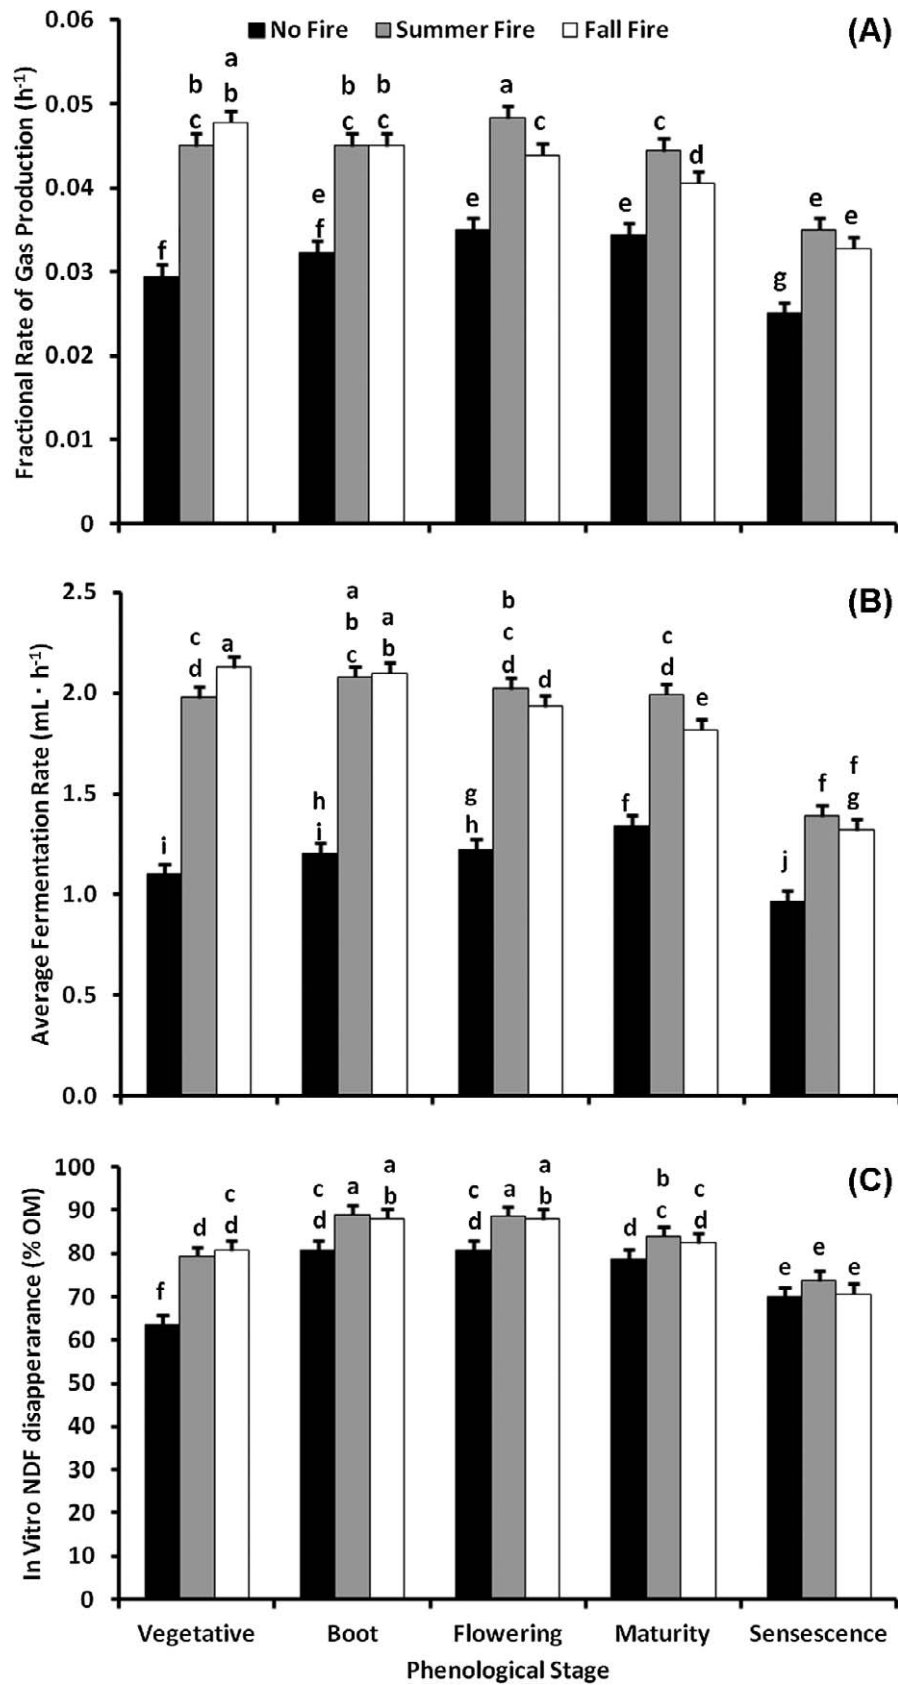 No Fire Summer Fire Fall Fire
(A)
Fractional Rate of Gas Production (h-1)
0.06
0.05
0.04
0.03
0.02
0.01
0
f
b
c
a
b
e
f
b
c
b
c
e
a
c
e
c
d
g
e
e
(B)
Average Fermentation Rate (mL · h-1)
2.5
2.0
1.5
1.0
0.5
0.0
i
c
d
a
h
i
a
b
c
a
b
g
h
b
c
d
d
f
c
d
e
j
f
f
g
(C)
In Vitro NDF disapperarance (% OM)
100
90
80
70
60
50
40
30
20
10
0
f
d
c
d
c
d
a
a
b
c
d
a
a
b
d
b
c
c
d
e
e
e
Vegetative Boot Flowering Maturity Sensescence
Phenological Stage